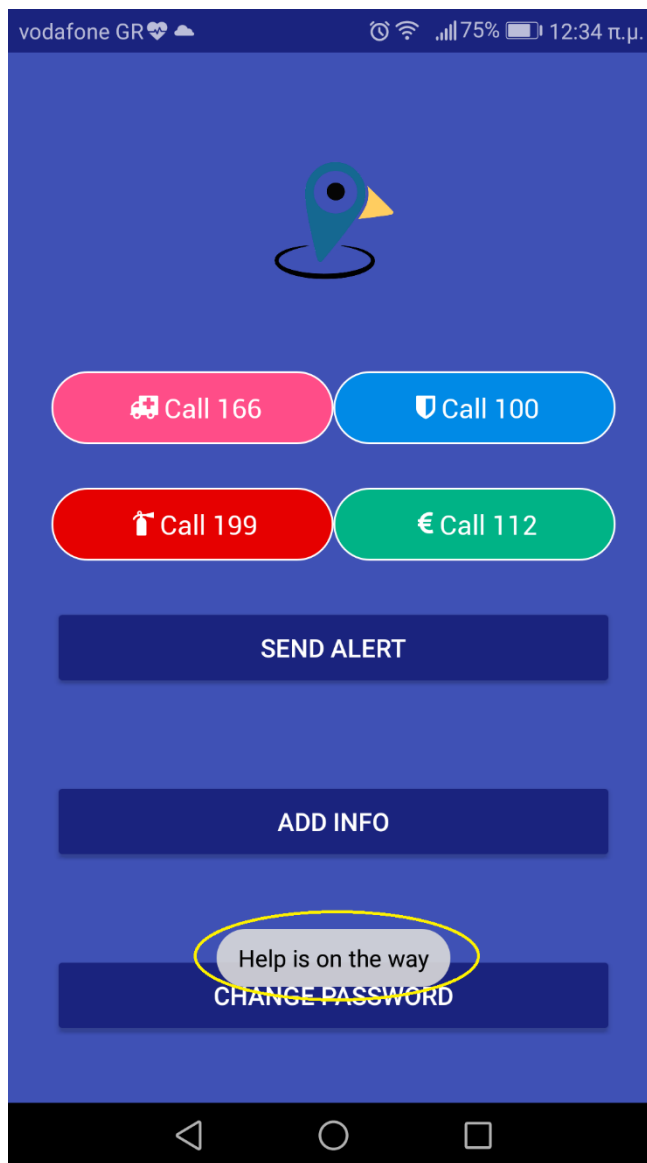 vodafone GR 75% 12:34 π.μ.
Call 166
Call 100
Call 199
€ Call 112
SEND ALERT
ADD INFO
Help is on the way
CHANGE PASSWORD